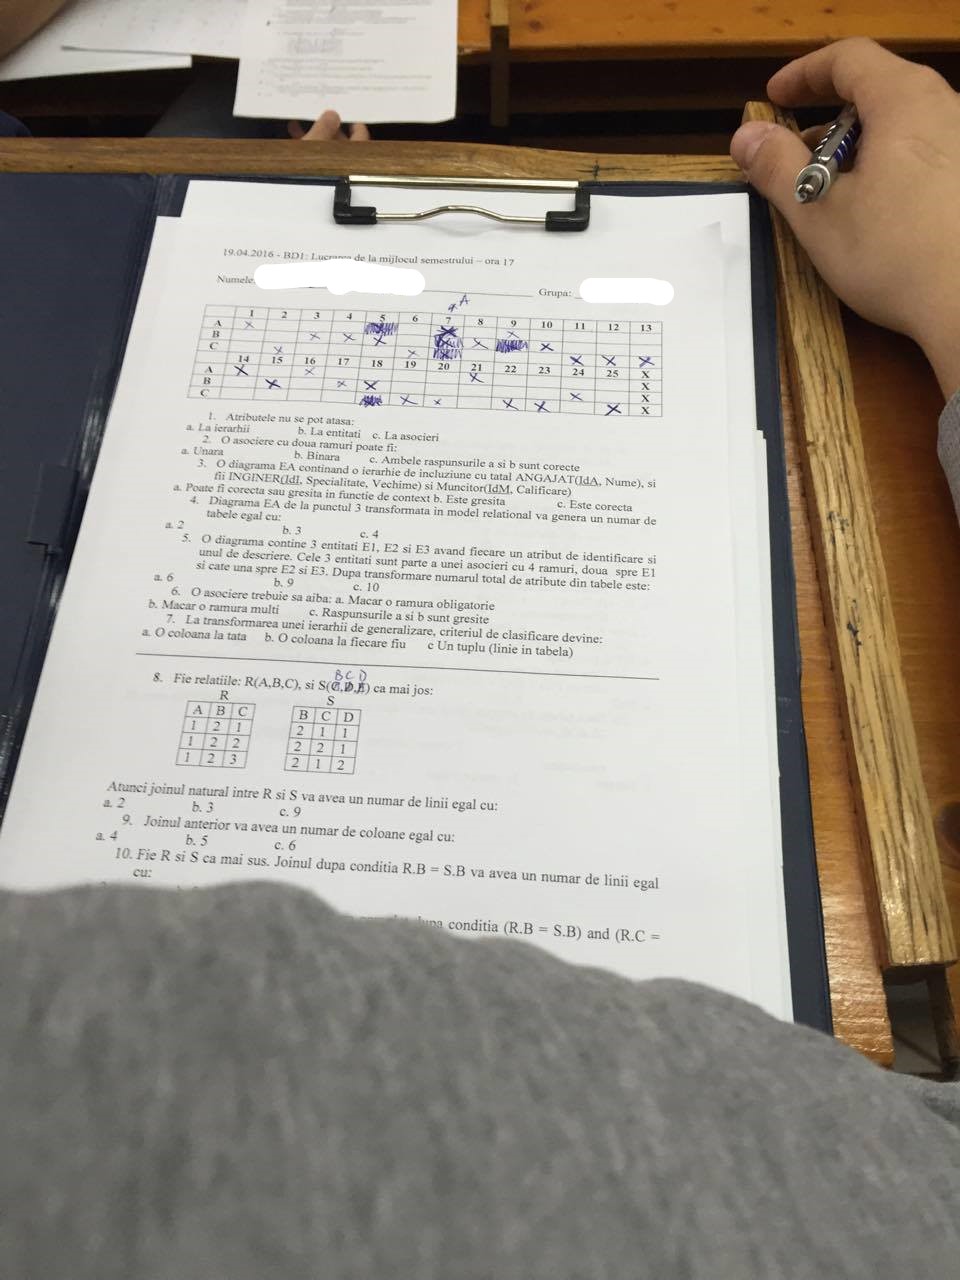 19.04.2016 - BD1: Lucrarea de la mijlocul semestrului – ora 17
Numele: Grupa:
a A
1 2 3 4 5 6 7 8 9 10 11 12 13
A X
B X X X X
C X X X X X X X
14 15 16 17 18 19 20 21 22 23 24 25 X
A X X X X
B X X X X X
C X X X X X X
1. Atributele nu se pot atasa:
a. La ierarhii b. La entitati c. La asocieri
2. O asociere cu doua ramuri poate fi:
a. Unara b. Binara c. Ambele raspunsurile a si b sunt corecte
3. O diagrama EA continand o ierarhie de incluziune cu tatal ANGAJAT(IdA, Nume), si
fii INGINER(IdI, Specialitate, Vechime) si Muncitor(IdM, Calificare)
a. Poate fi corecta sau gresita in functie de context b. Este gresita c. Este corecta
4. Diagrama EA de la punctul 3 transformata in model relational va genera un numar de
tabele egal cu:
a. 2 b. 3 c. 4
5. O diagrama contine 3 entitati E1, E2 si E3 avand fiecare un atribut de identificare si
unul de descriere. Cele 3 entitati sunt parte a unei asocieri cu 4 ramuri, doua spre E1
si cate una spre E2 si E3. Dupa transformare numarul total de atribute din tabele este:
a. 6 b. 9 c. 10
6. O asociere trebuie sa aiba: a. Macar o ramura obligatorie
b. Macar o ramura multi c. Raspunsurile a si b sunt gresite
7. La transformarea unei ierarhii de generalizare, criteriul de clasificare devine:
a. O coloana la tata b. O coloana la fiecare fiu c Un tuplu (linie in tabela)
B C D
8. Fie relatiile: R(A,B,C), si S(C,D,E) ca mai jos:
R S
A B C B C D
1 2 1 2 1 1
1 2 2 2 2 1
1 2 3 2 1 2
Atunci joinul natural intre R si S va avea un numar de linii egal cu:
a. 2 b. 3 c. 9
9. Joinul anterior va avea un numar de coloane egal cu:
a. 4 b. 5 c. 6
10. Fie R si S ca mai sus. Joinul dupa conditia R.B = S.B va avea un numar de linii egal
cu:
conditia (R.B = S.B) and (R.C =